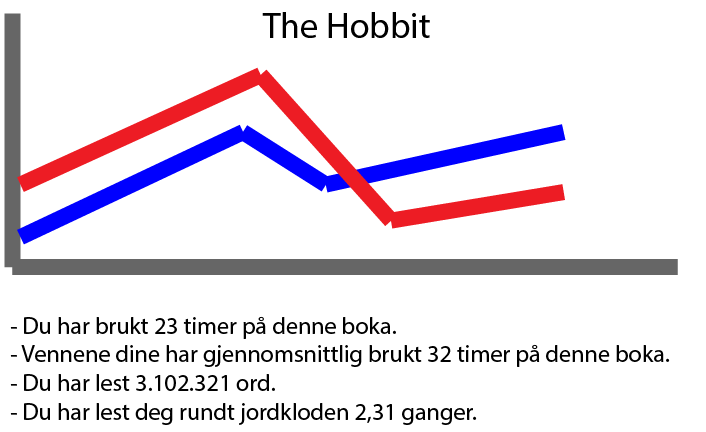 The Hobbit
- Du har brukt 23 timer på denne boka.
- Vennene dine har gjennomsnittlig brukt 32 timer på denne boka.
- Du har lest 3.102.321 ord.
- Du har lest deg rundt jordkloden 2,31 ganger.